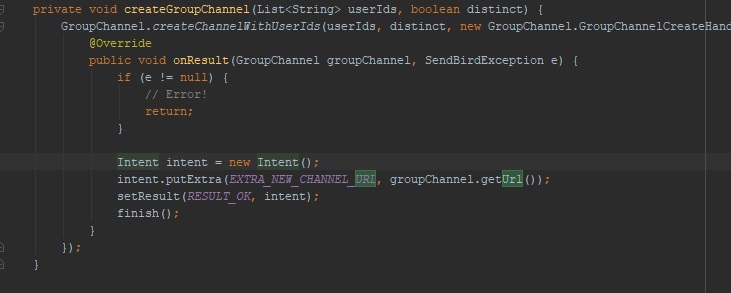 private void createGroupChannel(List<String> userIds, boolean distinct) {
GroupChannel.createChannelWithUserIds(userIds, distinct, new GroupChannel.GroupChannelCreateHand
@Override
public void onResult(GroupChannel groupChannel, SendBirdException e) {
if (e != null) {
// Error!
return;
}
Intent intent = new Intent();
intent.putExtra(EXTRA_NEW_CHANNEL_URL, groupChannel.getUrl());
setResult(RESULT_OK, intent);
finish();
}
});
}